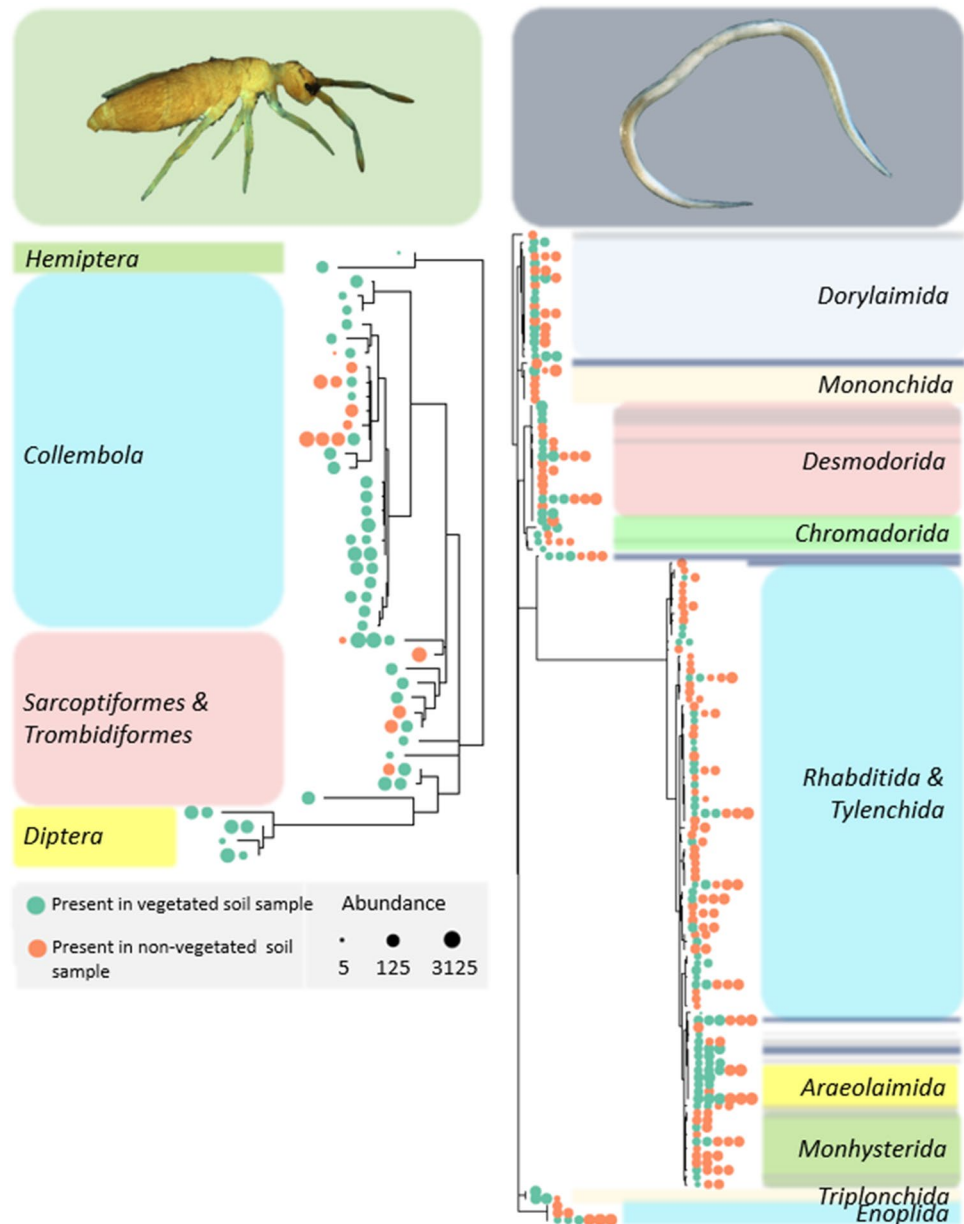 Hemiptera
Collembola
Sarcoptiformes &
Trombidiformes
Diptera
Present in vegetated soil sample
Present in non-vegetated soil
sample
Abundance
5 125 3125
Dorylaimida
Mononchida
Desmodorida
Chromadorida
Rhabditida &
Tylenchida
Araeolaimida
Monhysterida
Triplonchida
Enoplida